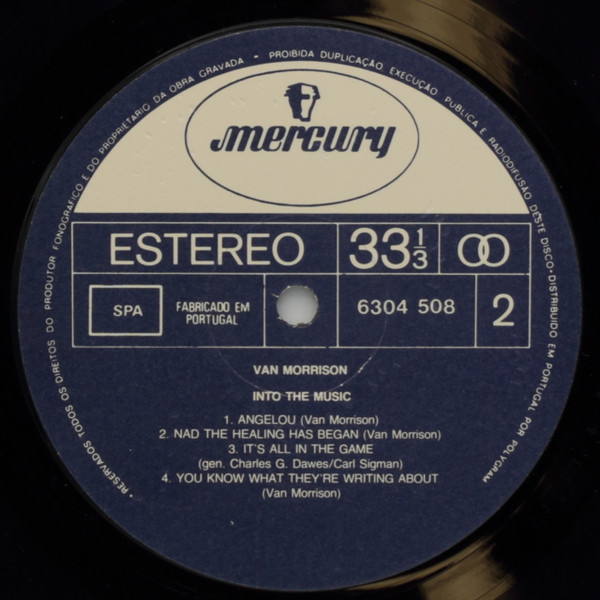 RESERVADOS TODOS OS DIREITOS DO PRODUTOR FONOGRÁFICO E DO PROPRIETÁRIO DA OBRA GRAVADA • PROIBIDA DUPLICAÇÃO, EXECUÇÃO PÚBLICA E RADIODIFUSÃO DESTE DISCO • DISTRIBUIDO EM PORTUGAL POR POLYGRAM
mercury
ESTEREO 33 1/3
SPA FABRICADO EM PORTUGAL 6304 508 2
VAN MORRISON
INTO THE MUSIC
1. ANGELOU (Van Morrison)
2. NAD THE HEALING HAS BEGAN (Van Morrison)
3. IT'S ALL IN THE GAME
(gen. Charles G. Dawes/Carl Sigman)
4. YOU KNOW WHAT THEY'RE WRITING ABOUT
(Van Morrison)